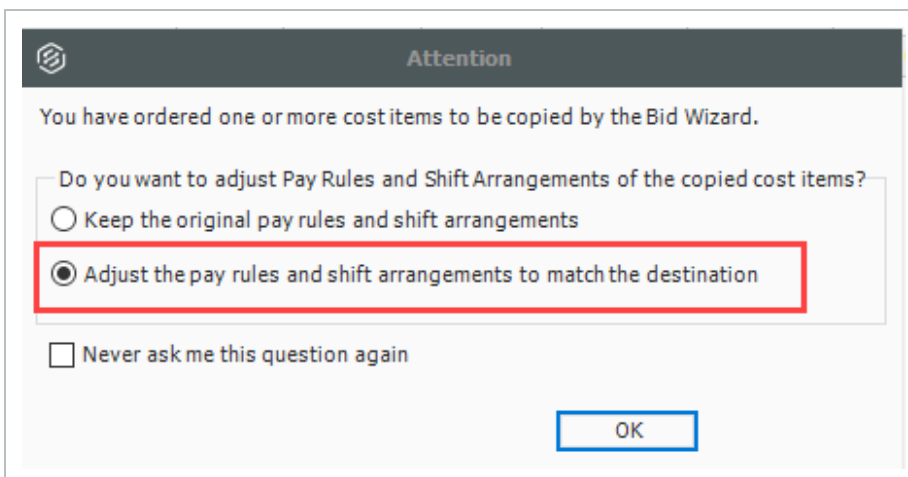 Attention
You have ordered one or more cost items to be copied by the Bid Wizard.
Do you want to adjust Pay Rules and Shift Arrangements of the copied cost items?
Keep the original pay rules and shift arrangements
Adjust the pay rules and shift arrangements to match the destination
Never ask me this question again
OK